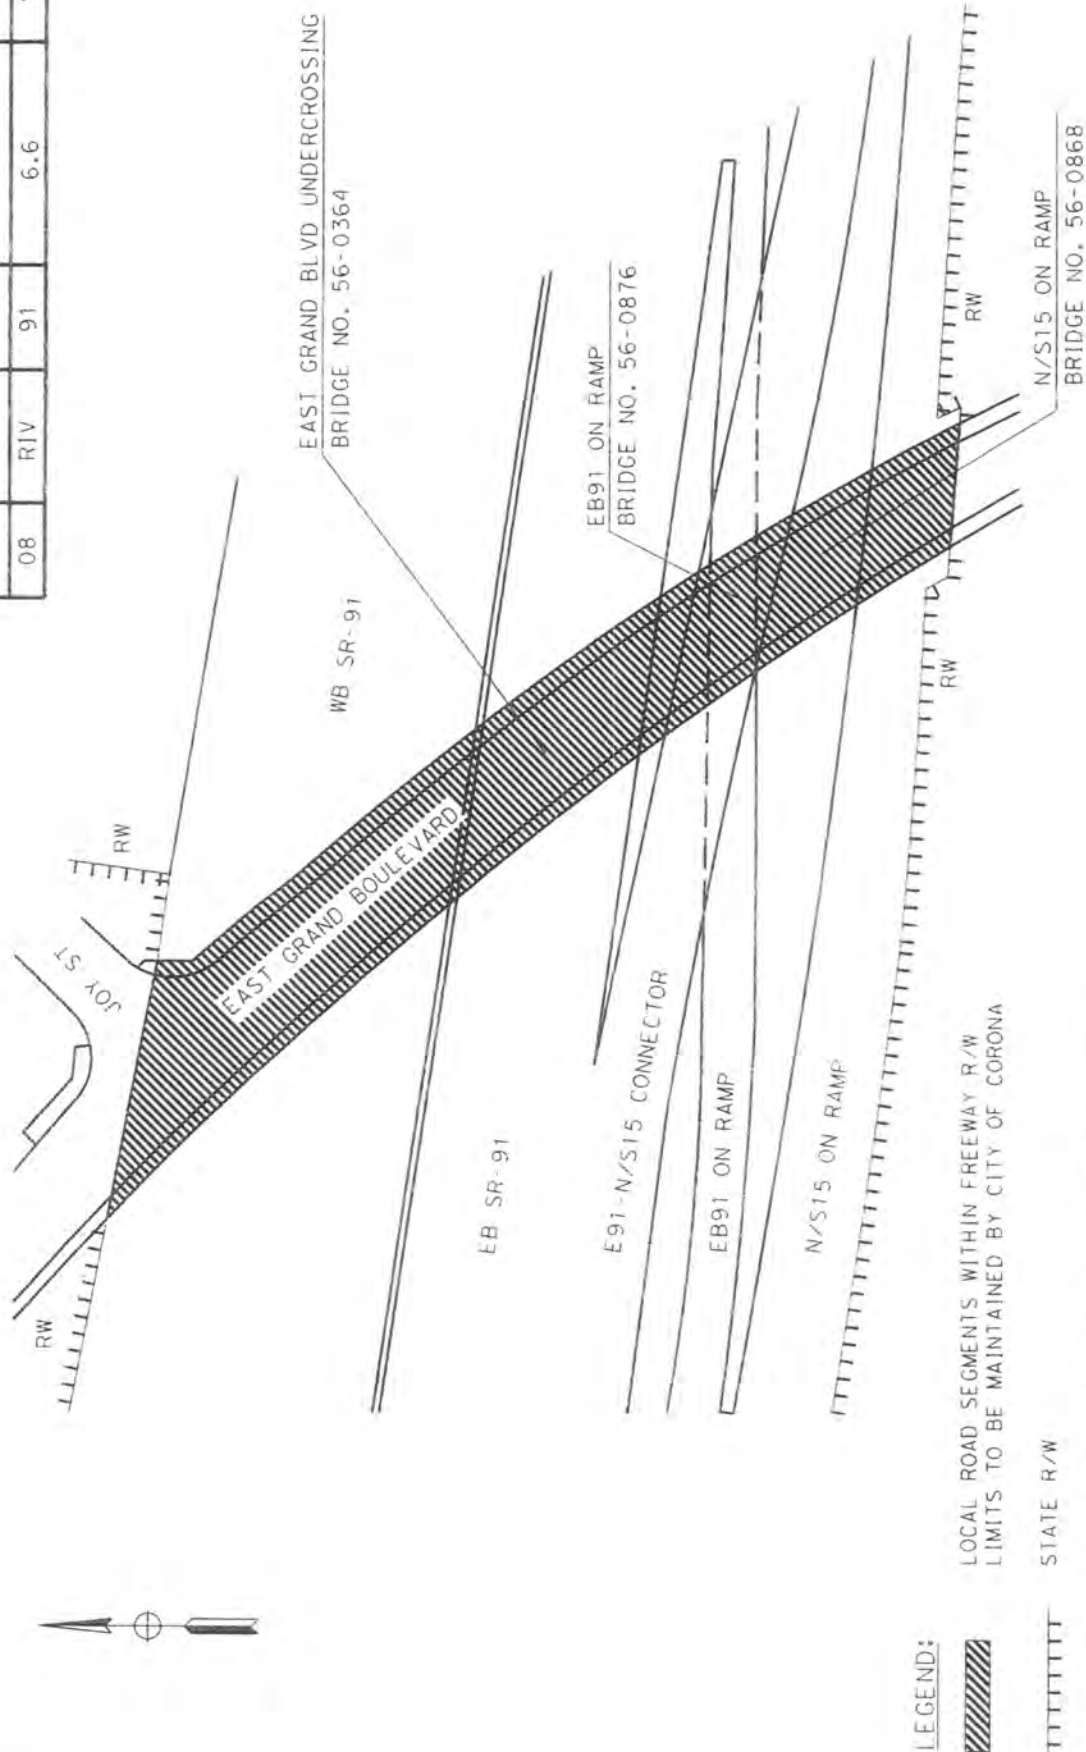 08
RIV
91
6.6
EAST GRAND BLVD UNDERCROSSING
BRIDGE NO. 56-0364
JOY ST
RW
RW
WB SR-91
EAST GRAND BOULEVARD
EB91 ON RAMP
BRIDGE NO. 56-0876
EB SR-91
E91-N/S15 CONNECTOR
EB91 ON RAMP
N/S15 ON RAMP
RW
RW
N/S15 ON RAMP
BRIDGE NO. 56-0868
LEGEND:
LOCAL ROAD SEGMENTS WITHIN FREEWAY R/W
LIMITS TO BE MAINTAINED BY CITY OF CORONA
STATE R/W